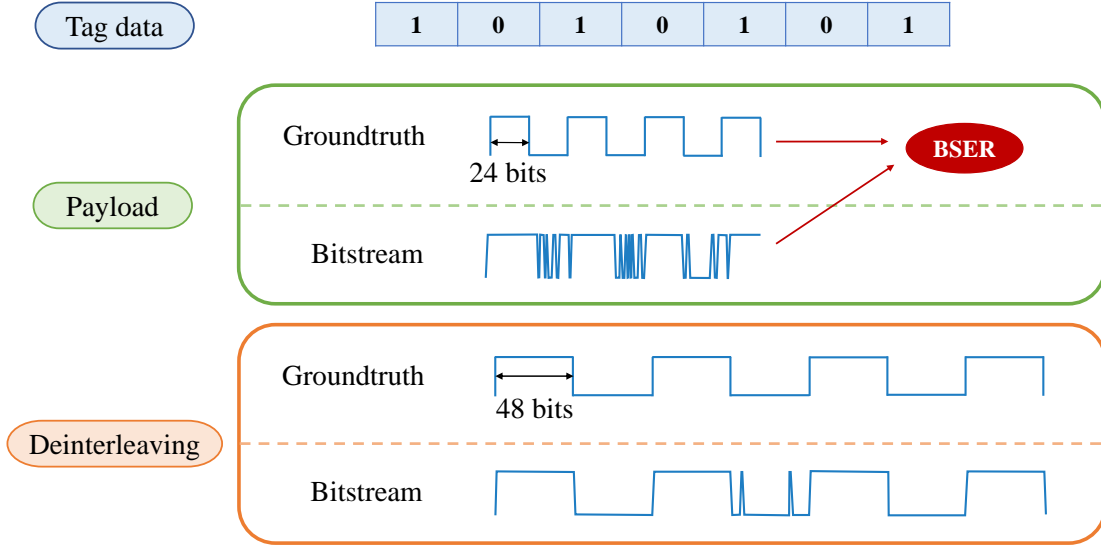 Tag data
1 0 1 0 1 0 1
Groundtruth
24 bits
BSER
Payload
Bitstream
Groundtruth
48 bits
Deinterleaving
Bitstream